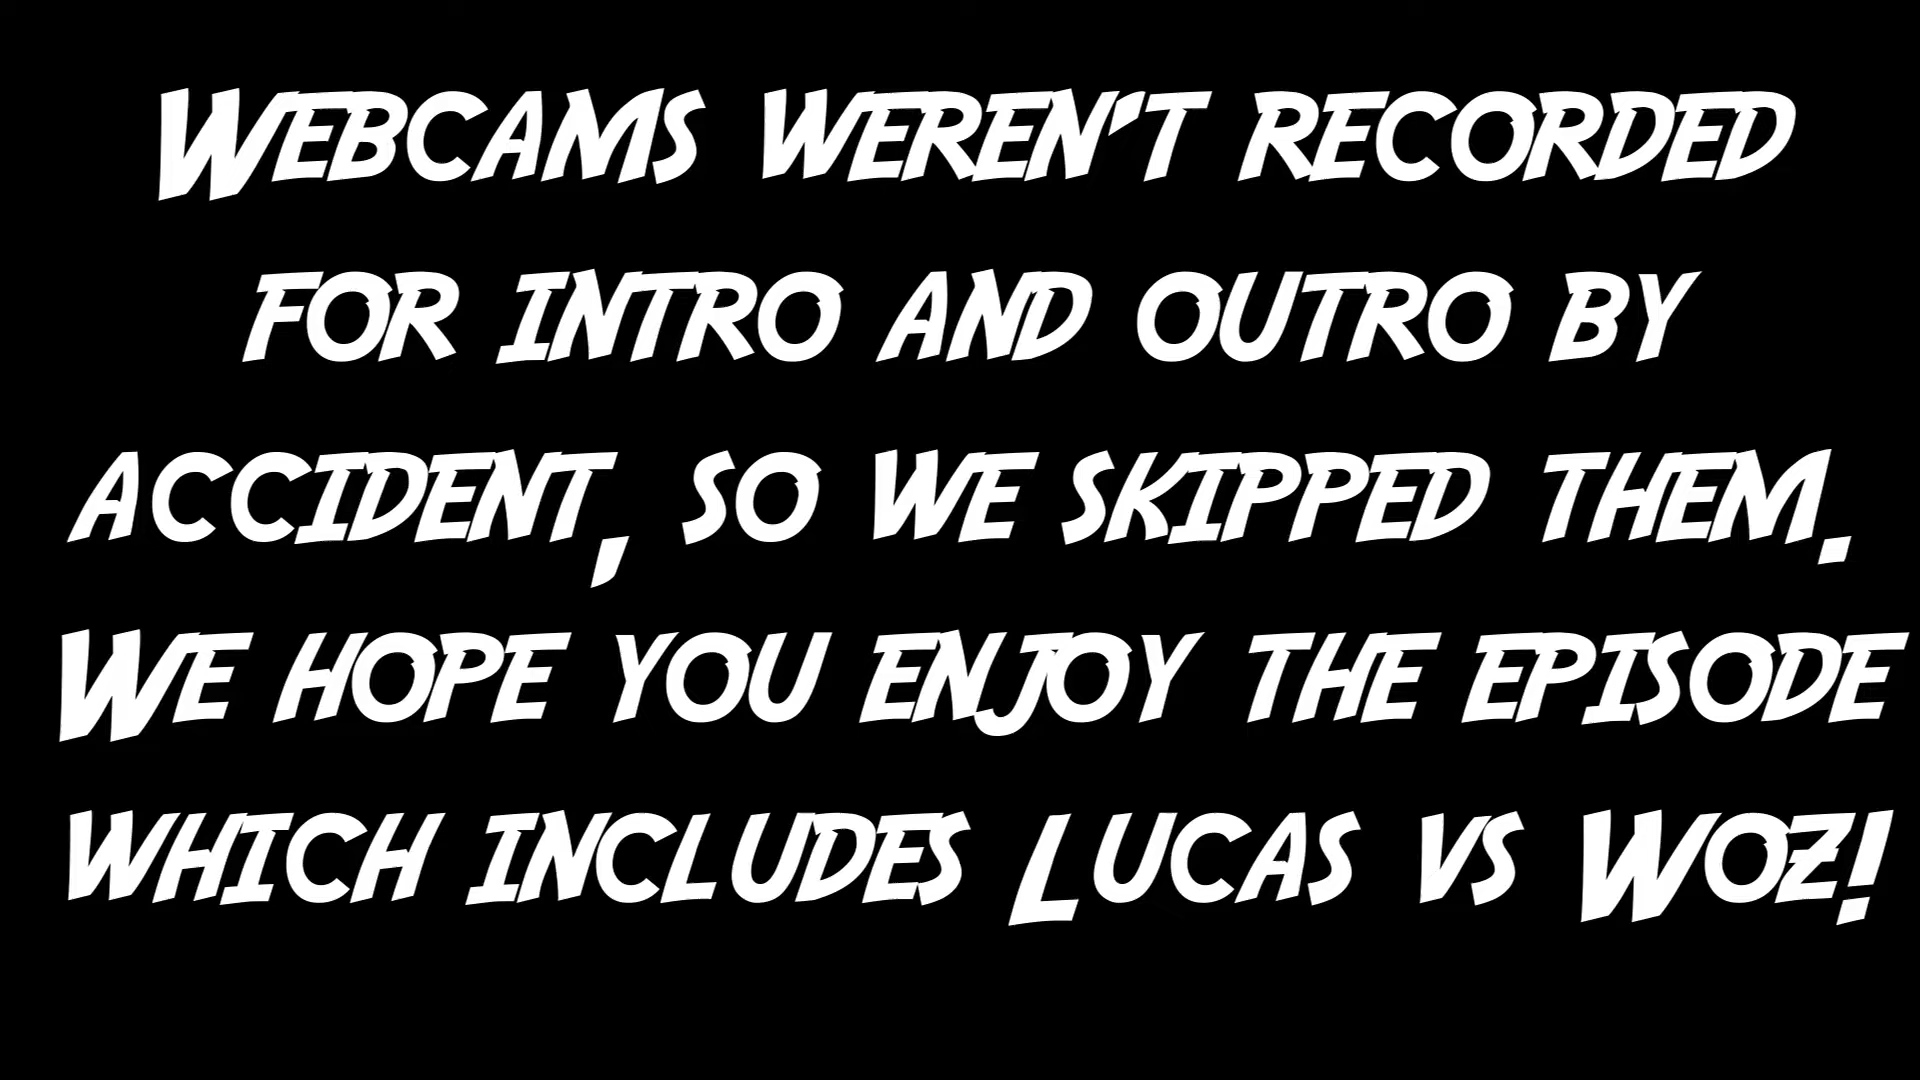 Webcams weren't recorded
for intro and outro by
accident, so we skipped them.
We hope you enjoy the episode
which includes Lucas vs Woz!